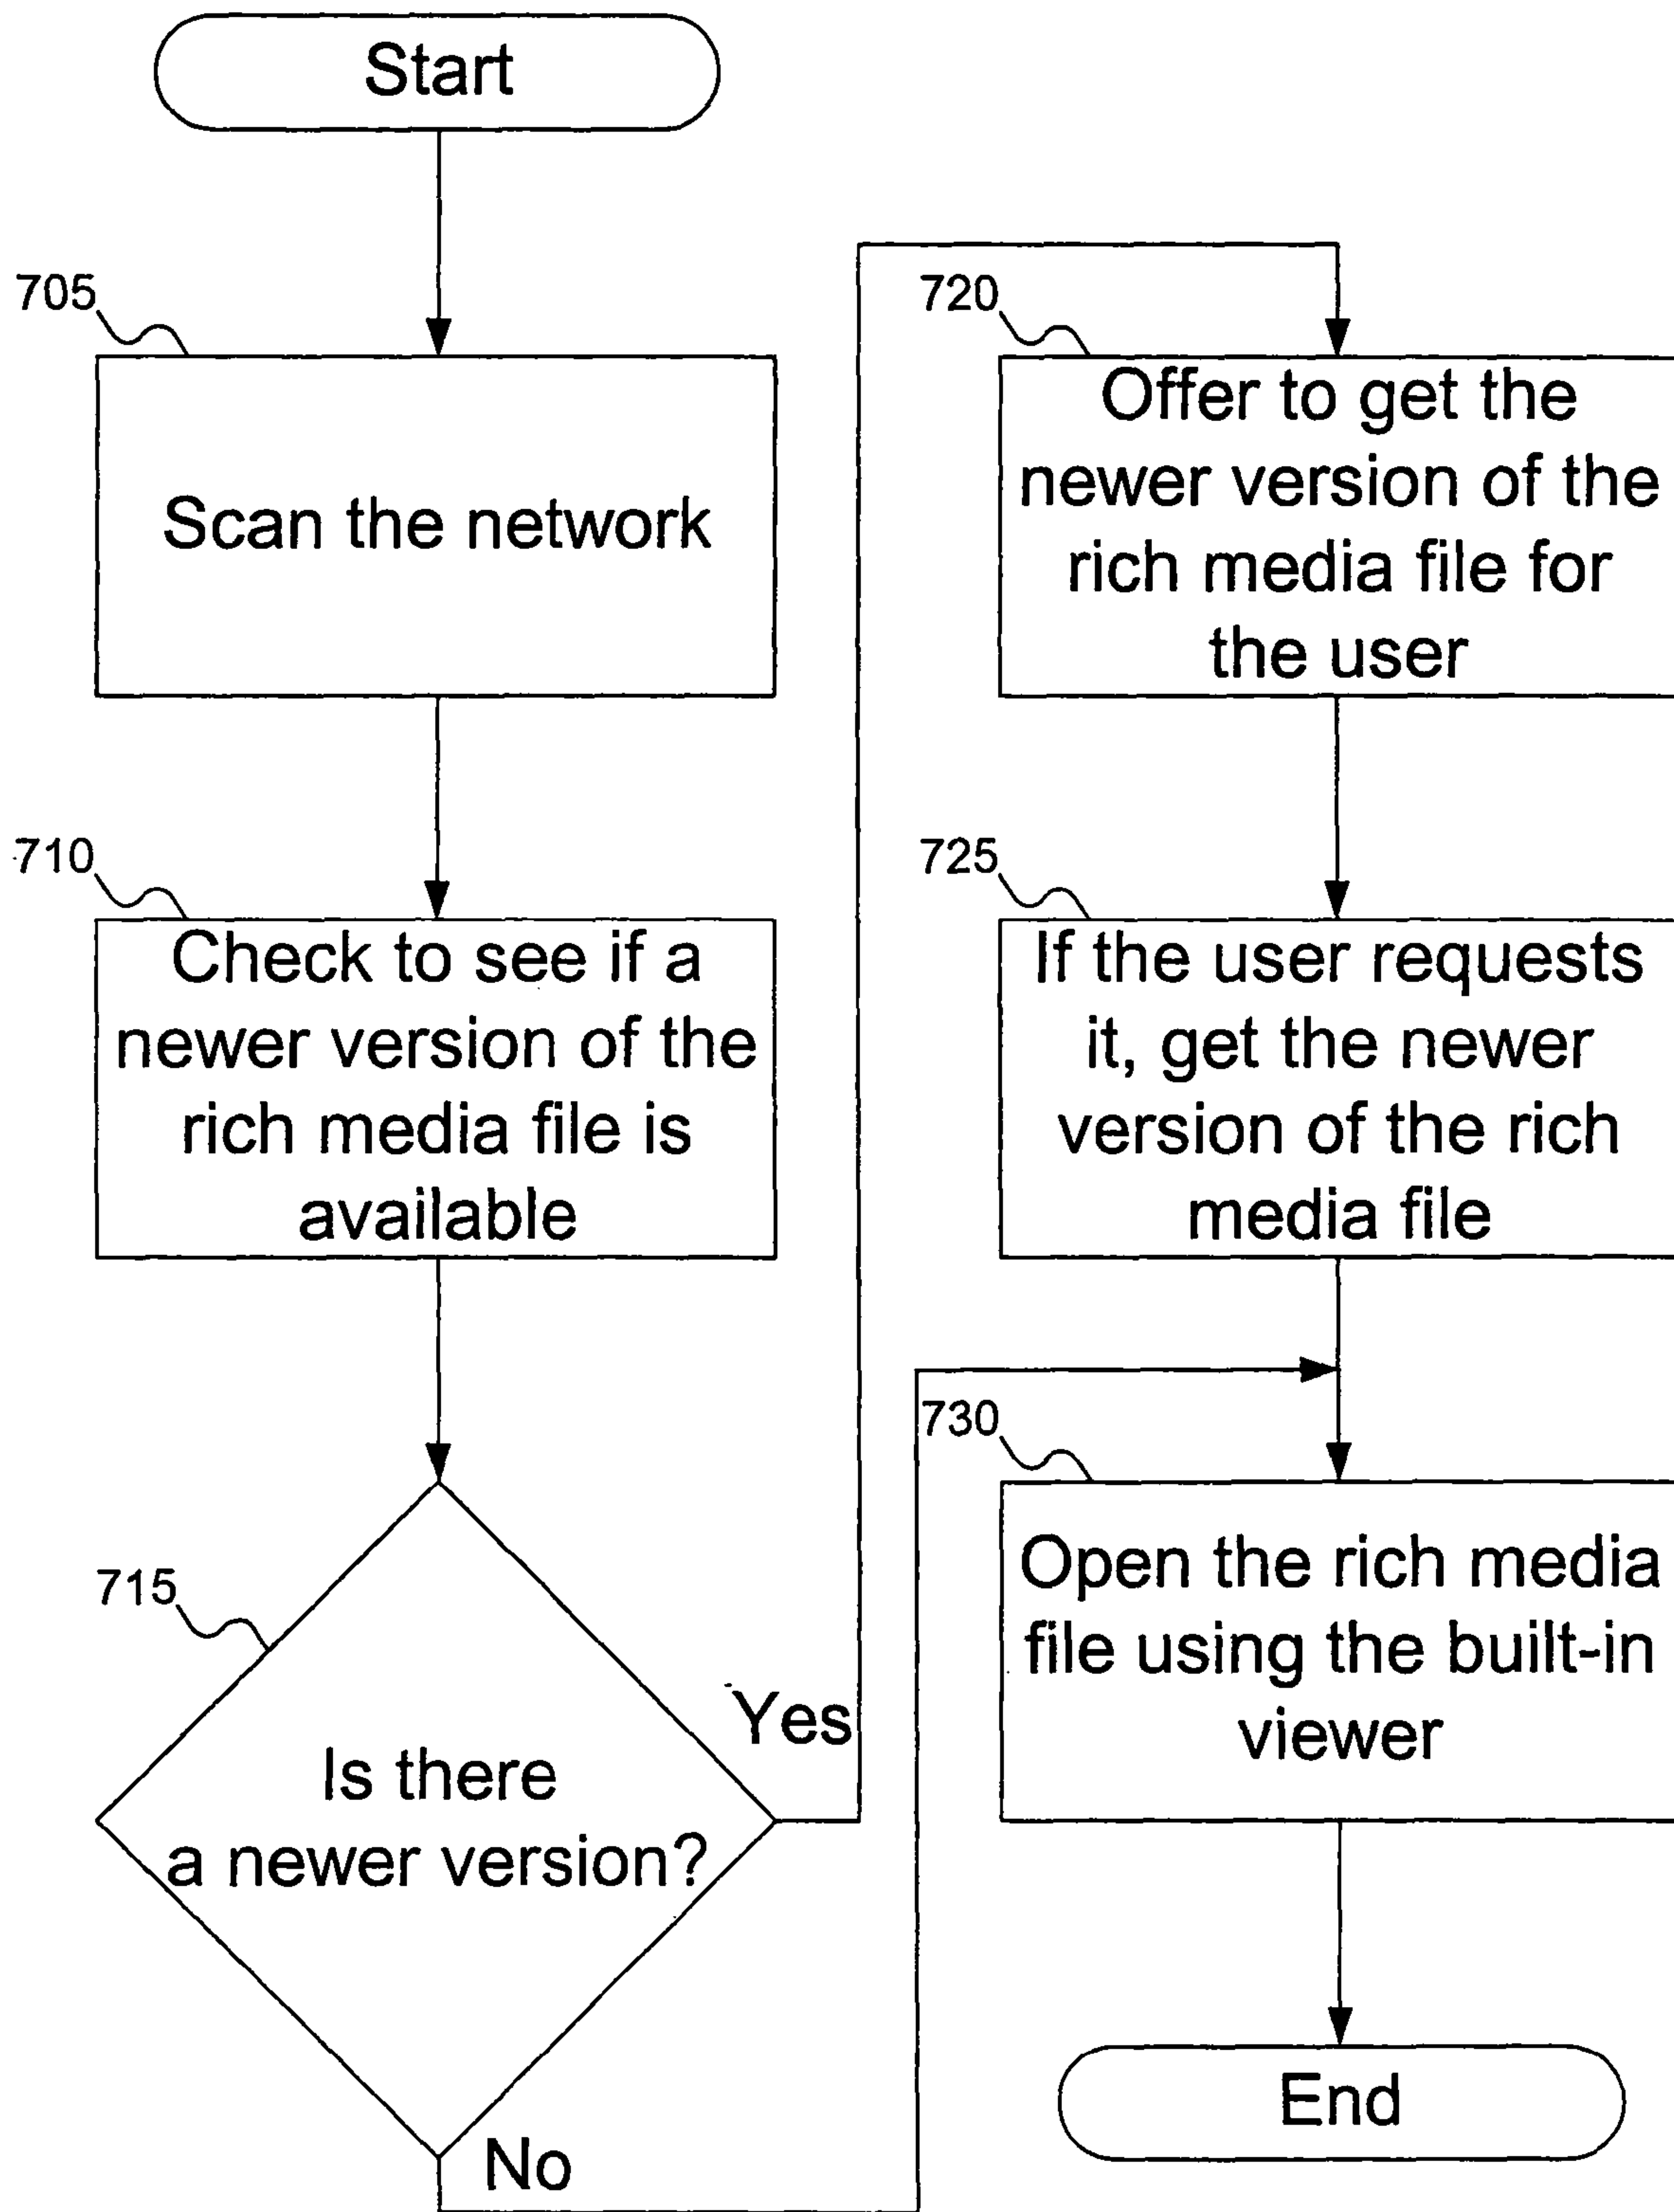 Start
705
Scan the network
710
Check to see if a
newer version of the
rich media file is
available
715
Is there
a newer version?
Yes
No
720
Offer to get the
newer version of the
rich media file for
the user
725
If the user requests
it, get the newer
version of the rich
media file
730
Open the rich media
file using the built-in
viewer
End